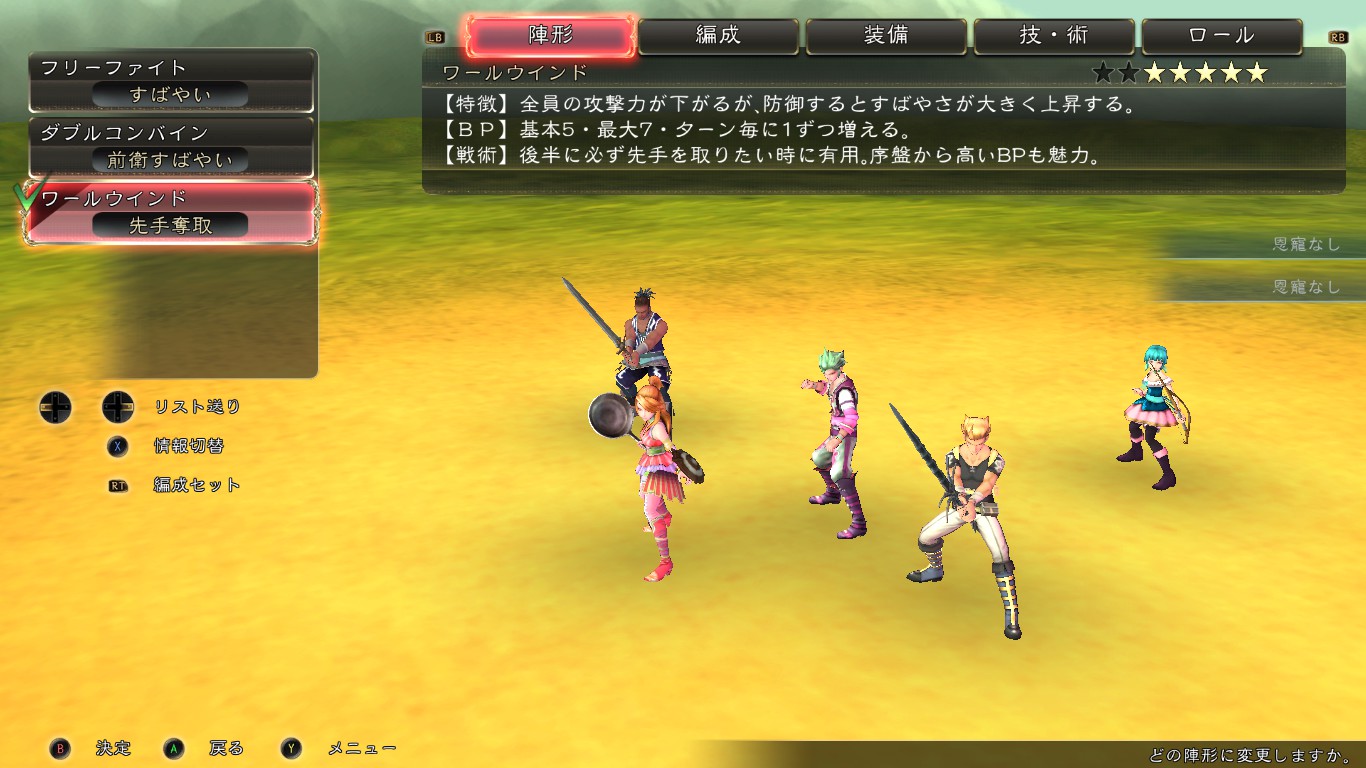 LB
陣形
編成
装備
技・術
ロール
RB
フリーファイト
すばやい
ダブルコンバイン
前衛すばやい
ワールウインド
先手奪取
ワールウインド
★★★★★★★
【特徴】全員の攻撃力が下がるが、防御するとすばやさが大きく上昇する。
【BP】基本5・最大7・ターン毎に1ずつ増える。
【戦術】後半に必ず先手を取りたい時に有用。序盤から高いBPも魅力。
恩寵なし
恩寵なし
リスト送り
X 情報切替
RT 編成セット
B 決定
A 戻る
Y メニュー
どの陣形に変更しますか。